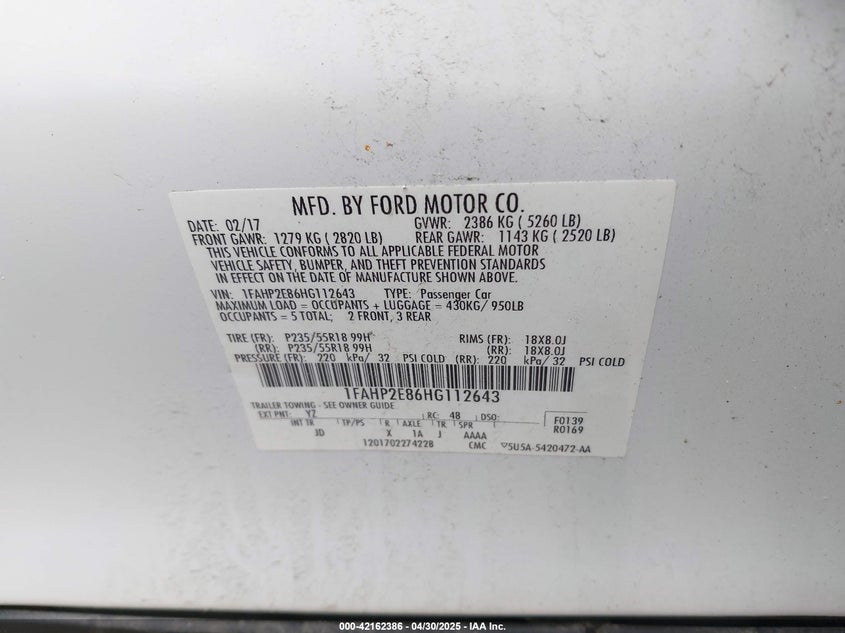 MFD. BY FORD MOTOR CO.
DATE: 02/17 GVWR: 2386 KG ( 5260 LB)
FRONT GAWR: 1279 KG ( 2820 LB) REAR GAWR: 1143 KG ( 2520 LB)
THIS VEHICLE CONFORMS TO ALL APPLICABLE FEDERAL MOTOR
VEHICLE SAFETY, BUMPER, AND THEFT PREVENTION STANDARDS
IN EFFECT ON THE DATE OF MANUFACTURE SHOWN ABOVE.
VIN: 1FAHP2E86HG112643 TYPE: Passenger Car
MAXIMUM LOAD = OCCUPANTS + LUGGAGE = 430KG/ 950LB
OCCUPANTS = 5 TOTAL; 2 FRONT, 3 REAR
TIRE (FR): P235/55R18 99H RIMS (FR): 18X8.0J
(RR): P235/55R18 99H (RR): 18X8.0J
PRESSURE (FR): 220 kPa/ 32 PSI COLD (RR): 220 kPa/ 32 PSI COLD
1FAHP2E86HG112643
TRAILER TOWING - SEE OWNER GUIDE
EXT PNT: YZ RC: 48 DSO: F0139
INT TR TP/PS R AXLE TR SPR R0169
JD X 1A J AAAA
1201702274228 CMC 5U5A-5420472-AA
000-42162386 - 04/30/2025 - IAA Inc.